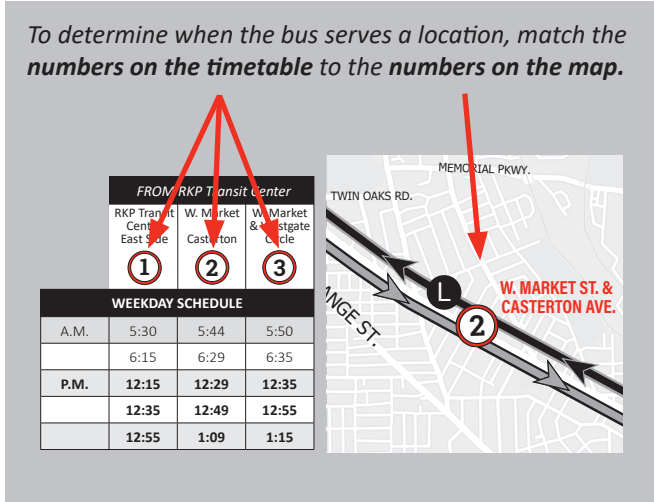 To determine when the bus serves a location, match the
numbers on the timetable to the numbers on the map.
FROM RKP Transit Center
RKP Transit Center East Side
W. Market Casterton
W. Market & Westgate Circle
1 2 3
WEEKDAY SCHEDULE
A.M. 5:30 5:44 5:50
6:15 6:29 6:35
P.M. 12:15 12:29 12:35
12:35 12:49 12:55
12:55 1:09 1:15
MEMORIAL PKWY.
TWIN OAKS RD.
L
W. MARKET ST. &
CASTERTON AVE.
2
ANGE ST.